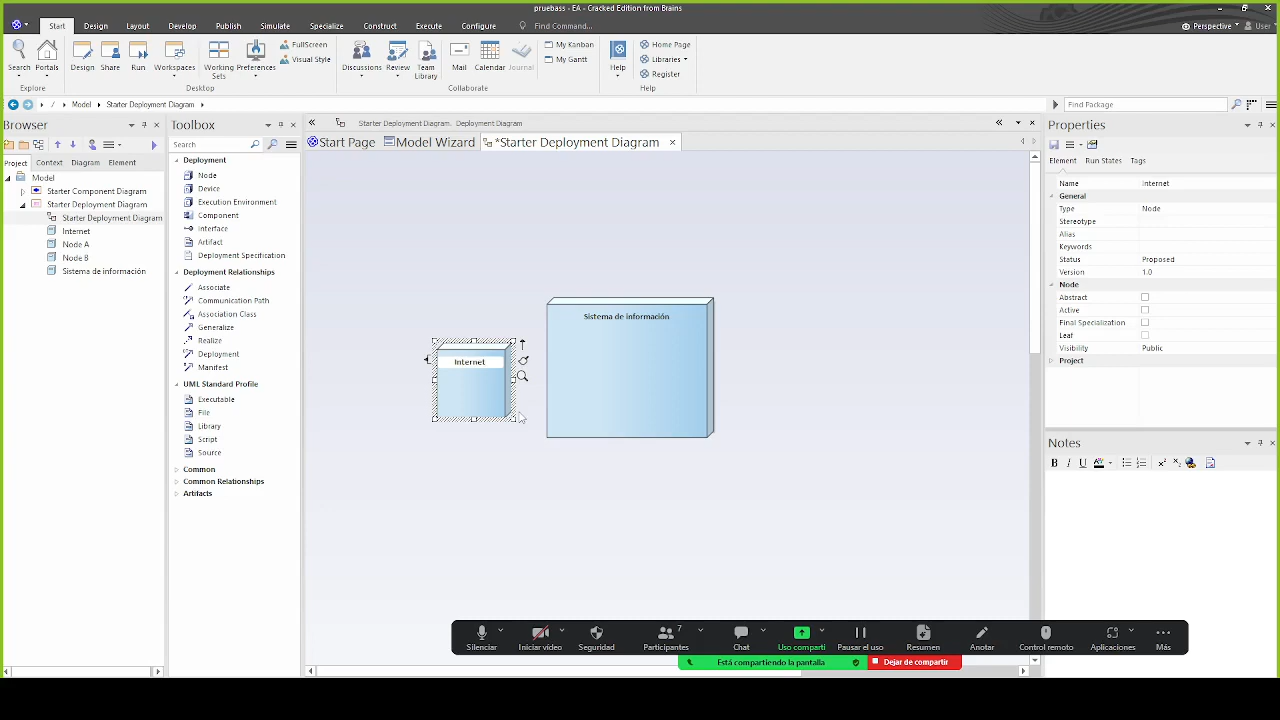 pruebass - EA - Cracked Edition from Brains
Start Design Layout Develop Publish Simulate Specialize Construct Execute Configure Find Command... Perspective User
Search Portals Design Share Run Workspaces Working Sets Preferences FullScreen Visual Style Discussions Review Team Library Mail Calendar Journal My Kanban My Gantt Help Home Page Libraries Register
Explore Desktop Collaborate Help
/ Model Starter Deployment Diagram Find Package
Browser
Project Context Diagram Element
Model
Starter Component Diagram
Starter Deployment Diagram
Starter Deployment Diagram
Internet
Node A
Node B
Sistema de información
Toolbox
Search
Deployment
Node
Device
Execution Environment
Component
Interface
Artifact
Deployment Specification
Deployment Relationships
Associate
Communication Path
Association Class
Generalize
Realize
Deployment
Manifest
UML Standard Profile
Executable
File
Library
Script
Source
Common
Common Relationships
Artifacts
Starter Deployment Diagram. Deployment Diagram
Start Page Model Wizard *Starter Deployment Diagram
Internet
Sistema de información
Properties
Element Run States Tags
Name Internet
General
Type Node
Stereotype
Alias
Keywords
Status Proposed
Version 1.0
Node
Abstract
Active
Final Specialization
Leaf
Visibility Public
Project
Notes
B I U A
Silenciar Iniciar vídeo Seguridad Participantes 7 Chat Uso comparti Pausar el uso Resumen Anotar Control remoto Aplicaciones Más
Está compartiendo la pantalla Dejar de compartir